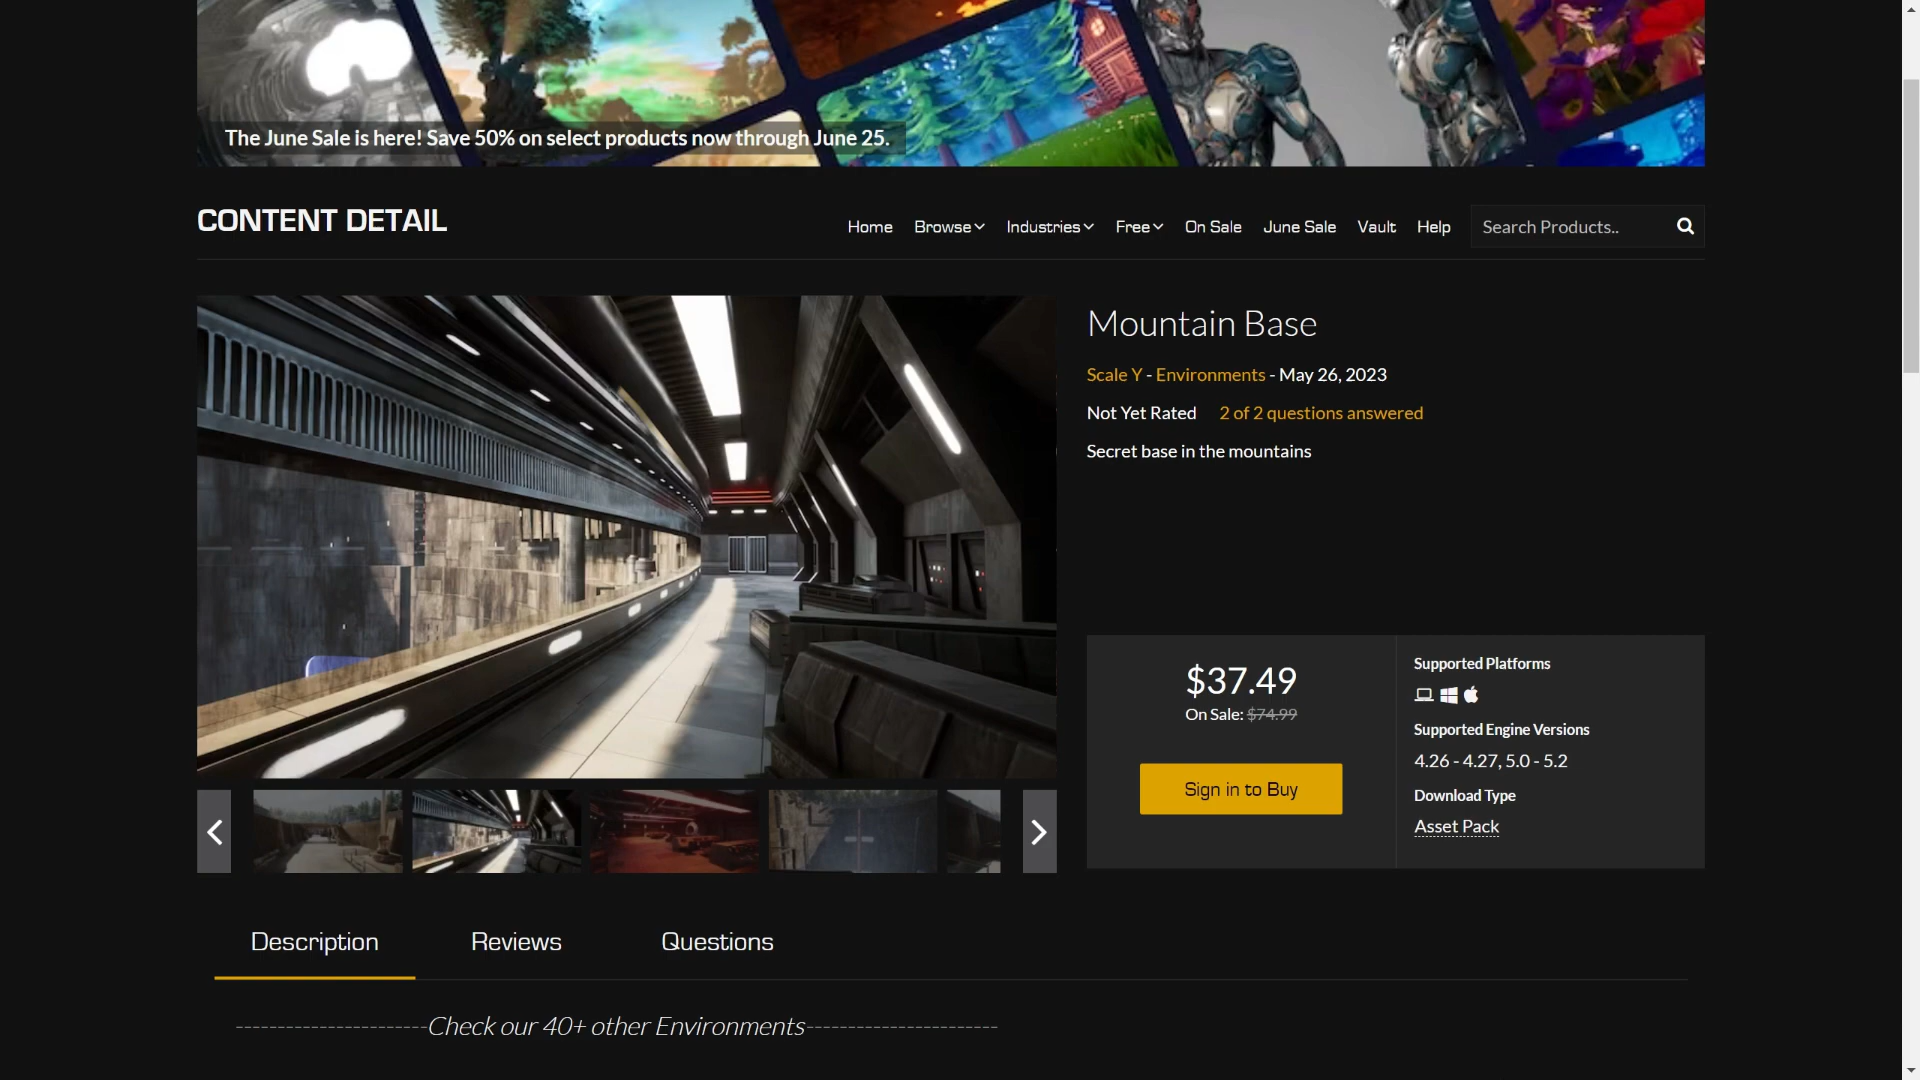 The June Sale is here! Save 50% on select products now through June 25.
CONTENT DETAIL
Home Browse Industries Free On Sale June Sale Vault Help Search Products..
Mountain Base
Scale Y - Environments - May 26, 2023
Not Yet Rated 2 of 2 questions answered
Secret base in the mountains
$37.49
On Sale: $74.99
Sign in to Buy
Supported Platforms
Supported Engine Versions
4.26 - 4.27, 5.0 - 5.2
Download Type
Asset Pack
Description Reviews Questions
-----------------------Check our 40+ other Environments-----------------------